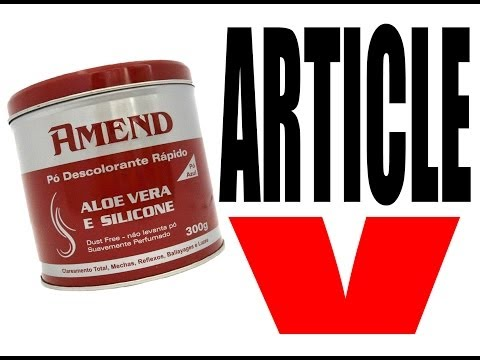 AMEND
Pó Descolorante Rápido
Pó
Azul
ALOE VERA
E SILICONE
Dust Free - não levanta pó
Suavemente Perfumado
300g
Clareamento Total, Mechas, Reflexos, Ballayages e Luzes
ARTICLE
V